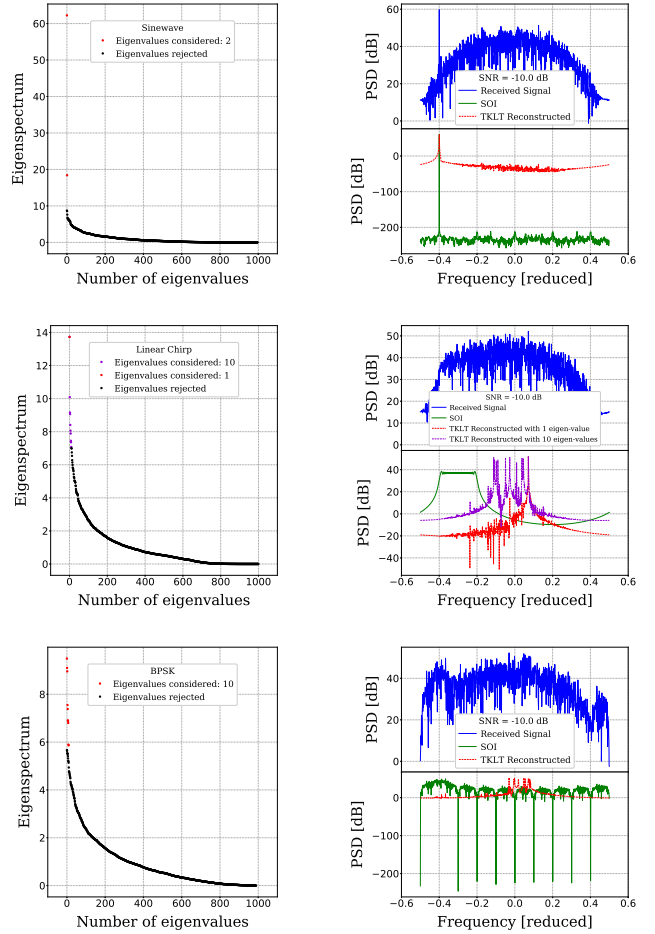 Sinewave
Eigenvalues considered: 2
Eigenvalues rejected
Eigenspectrum
60
50
40
30
20
10
0
0 200 400 600 800 1000
Number of eigenvalues
PSD [dB]
60
40
20
0
SNR = -10.0 dB
Received Signal
SOI
TKLT Reconstructed
PSD [dB]
0
−100
−200
−0.6 −0.4 −0.2 0.0 0.2 0.4 0.6
Frequency [reduced]
Linear Chirp
Eigenvalues considered: 10
Eigenvalues considered: 1
Eigenvalues rejected
Eigenspectrum
14
12
10
8
6
4
2
0
0 200 400 600 800 1000
Number of eigenvalues
PSD [dB]
50
40
30
20
10
0
SNR = -10.0 dB
Received Signal
SOI
TKLT Reconstructed with 1 eigen-value
TKLT Reconstructed with 10 eigen-values
PSD [dB]
40
20
0
−20
−40
−0.6 −0.4 −0.2 0.0 0.2 0.4 0.6
Frequency [reduced]
BPSK
Eigenvalues considered: 10
Eigenvalues rejected
Eigenspectrum
8
6
4
2
0
0 200 400 600 800 1000
Number of eigenvalues
PSD [dB]
40
20
0
SNR = -10.0 dB
Received Signal
SOI
TKLT Reconstructed
PSD [dB]
0
−100
−200
−0.6 −0.4 −0.2 0.0 0.2 0.4 0.6
Frequency [reduced]